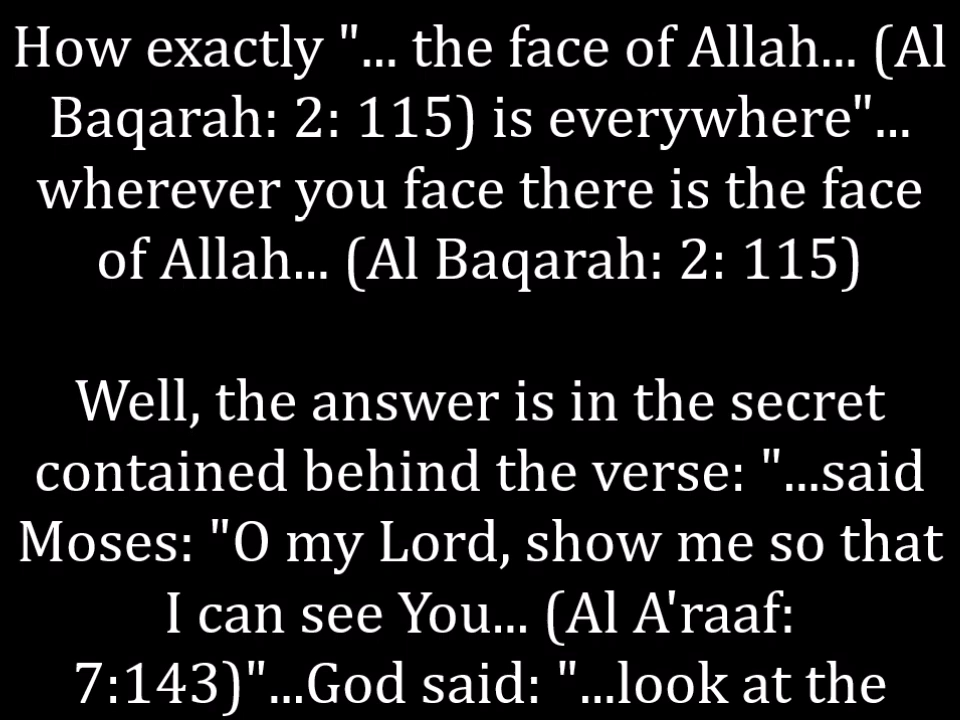 How exactly "... the face of Allah... (Al
Baqarah: 2: 115) is everywhere"...
wherever you face there is the face
of Allah... (Al Baqarah: 2: 115)
Well, the answer is in the secret
contained behind the verse: "...said
Moses: "O my Lord, show me so that
I can see You... (Al A'raaf:
7:143)"...God said: "...look at the